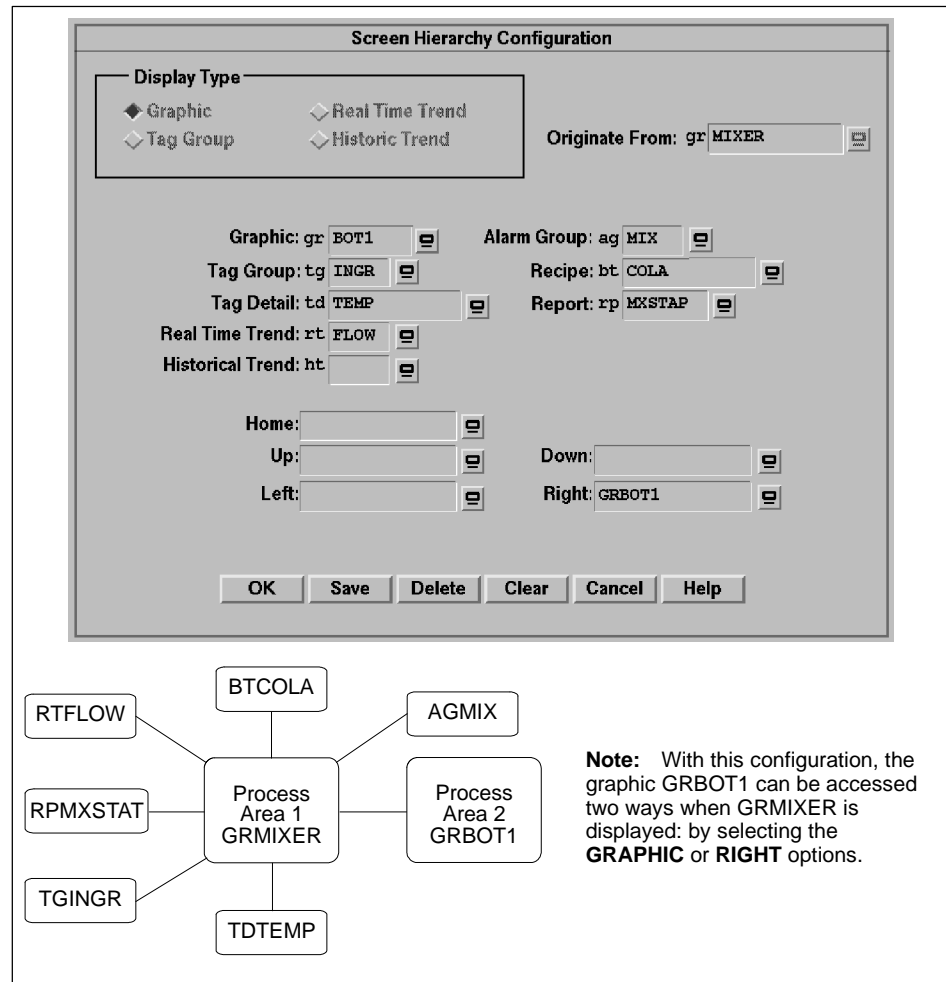 Screen Hierarchy Configuration
Display Type
Graphic
Real Time Trend
Tag Group
Historic Trend
Originate From: gr MIXER
Graphic: gr BOT1
Alarm Group: ag MIX
Tag Group: tg INGR
Recipe: bt COLA
Tag Detail: td TEMP
Report: rp MXSTAP
Real Time Trend: rt FLOW
Historical Trend: ht
Home:
Up:
Down:
Left:
Right: GRBOT1
OK Save Delete Clear Cancel Help
BTCOLA
RTFLOW
AGMIX
RPMXSTAT
Process
Area 1
GRMIXER
Process
Area 2
GRBOT1
TGINGR
TDTEMP
Note: With this configuration, the
graphic GRBOT1 can be accessed
two ways when GRMIXER is
displayed: by selecting the
GRAPHIC or RIGHT options.